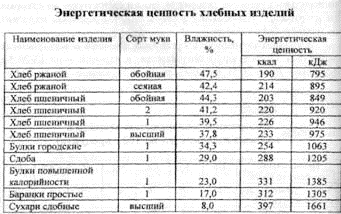 Энергетическая ценность хлебных изделий
Наименование изделия Сорт муки Влажность, % Энергетическая ценность
ккал кДж
Хлеб ржаной обойная 47,5 190 795
Хлеб ржаной сеяная 42,4 214 895
Хлеб пшеничный обойная 44,3 203 849
Хлеб пшеничный 2 41,2 220 920
Хлеб пшеничный 1 39,5 226 946
Хлеб пшеничный высший 37,8 233 975
Булки городские 1 34,3 254 1063
Сдоба 1 29,0 288 1205
Булки повышенной
калорийности 1 23,0 331 1385
Баранки простые 1 17,0 312 1305
Сухари сдобные высший 8,0 397 1661